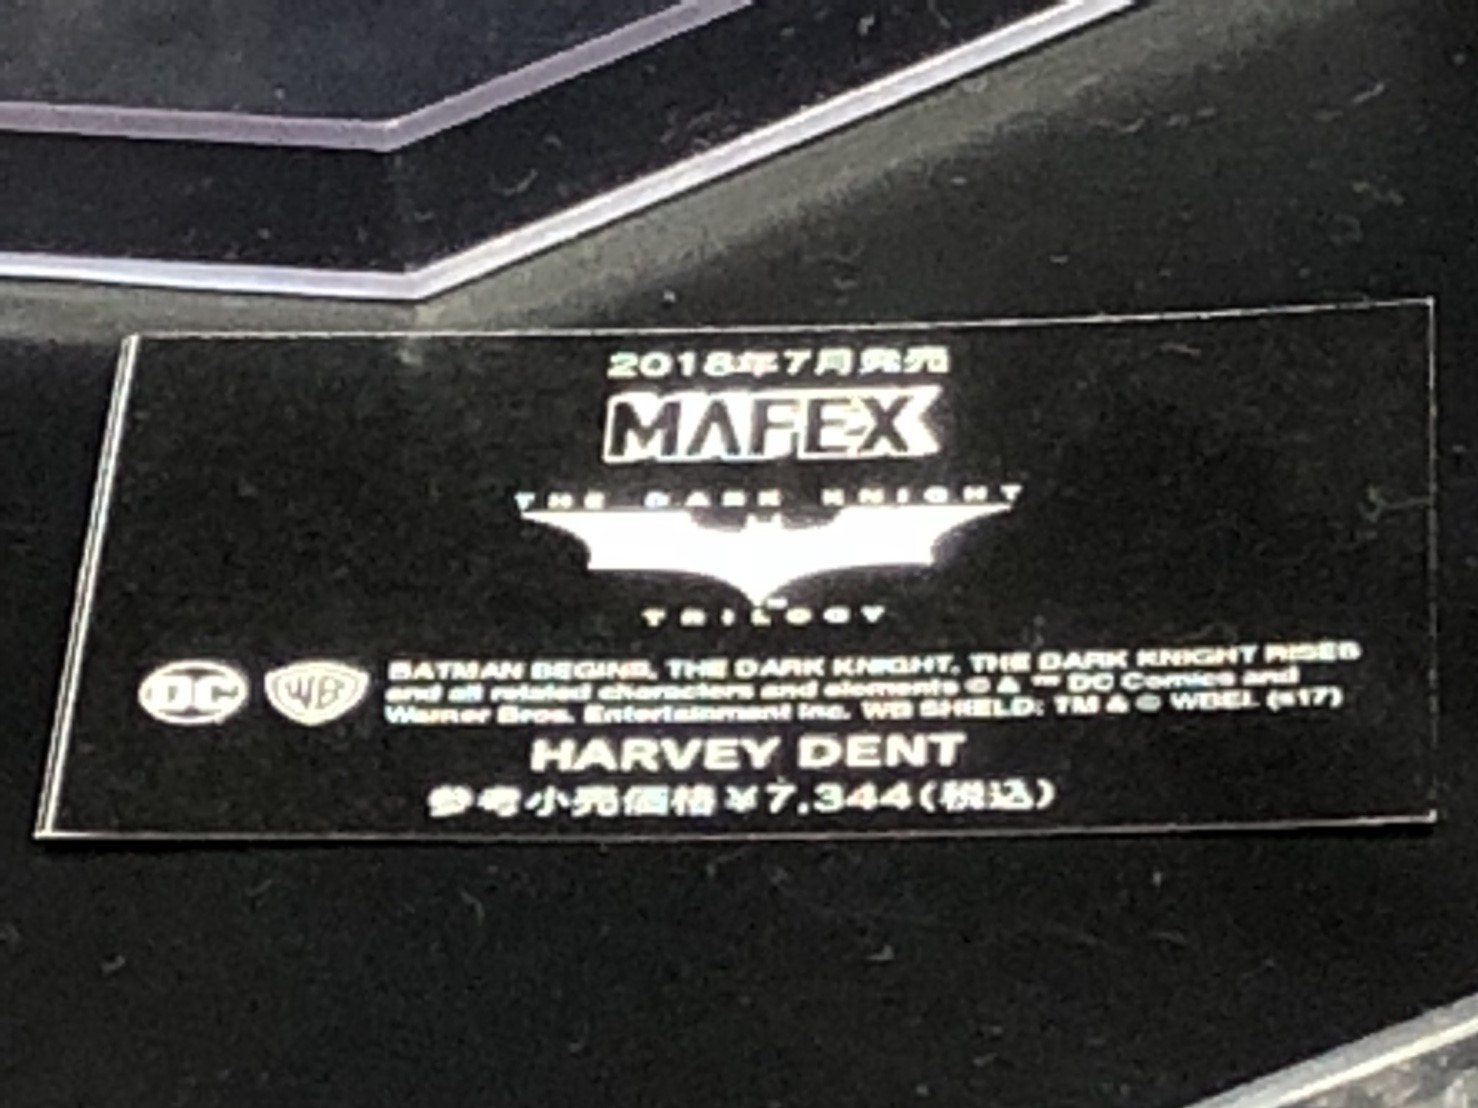 2018年7月発売
MAFEX
THE DARK KNIGHT
TRILOGY
DC WB BATMAN BEGINS, THE DARK KNIGHT, THE DARK KNIGHT RISES
and all related characters and elements © & ™ DC Comics and
Warner Bros. Entertainment Inc. WB SHIELD: TM & © WBEI. (s17)
HARVEY DENT
参考小売価格¥7,344(税込)